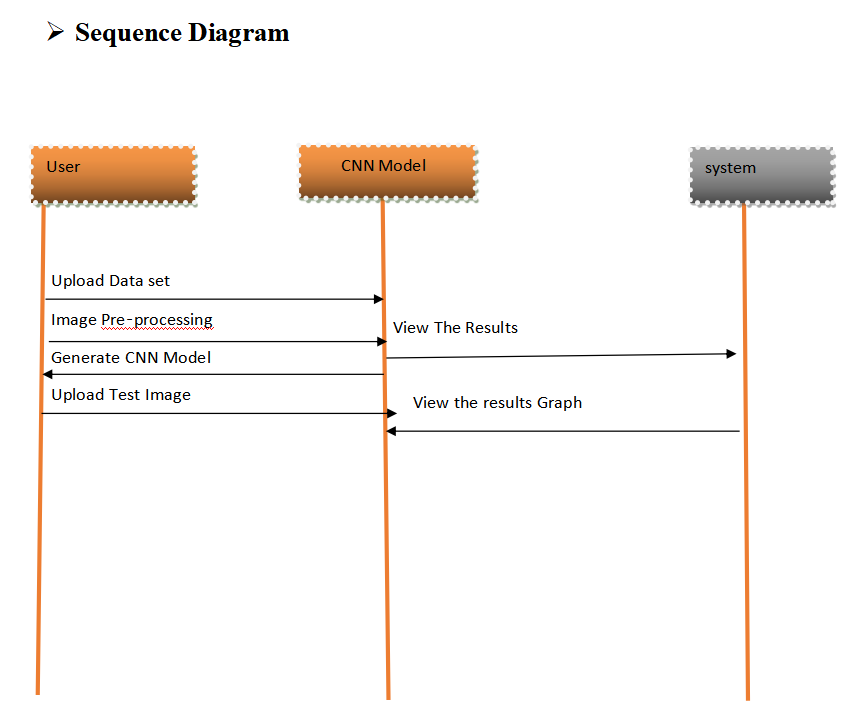 Sequence Diagram
User
CNN Model
system
Upload Data set
Image Pre-processing
View The Results
Generate CNN Model
Upload Test Image
View the results Graph